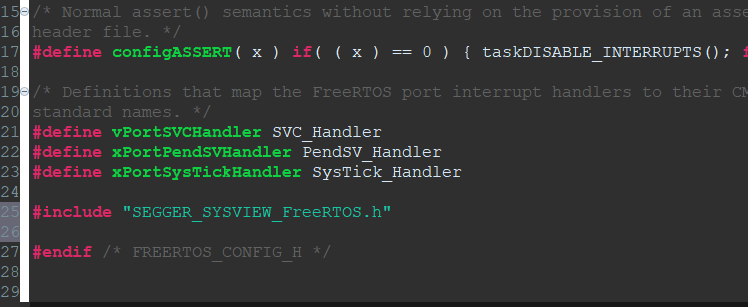 15 /* Normal assert() semantics without relying on the provision of an asse
16 header file. */
17 #define configASSERT( x ) if( ( x ) == 0 ) { taskDISABLE_INTERRUPTS(); f
18
19 /* Definitions that map the FreeRTOS port interrupt handlers to their CM
20 standard names. */
21 #define vPortSVCHandler SVC_Handler
22 #define xPortPendSVHandler PendSV_Handler
23 #define xPortSysTickHandler SysTick_Handler
24
25 #include "SEGGER_SYSVIEW_FreeRTOS.h"
26
27 #endif /* FREERTOS_CONFIG_H */
28
29